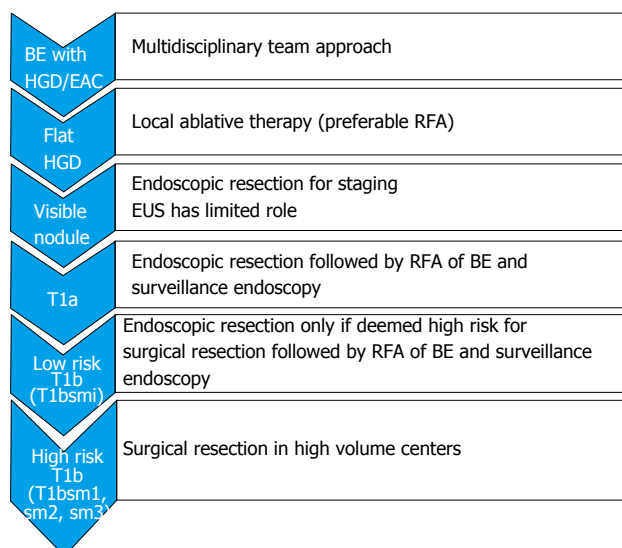 BE with
HGD/EAC
Multidisciplinary team approach
Flat
HGD
Local ablative therapy (preferable RFA)
Visible
nodule
Endoscopic resection for staging
EUS has limited role
T1a
Endoscopic resection followed by RFA of BE and
surveillance endoscopy
Low risk
T1b
(T1bsmi)
Endoscopic resection only if deemed high risk for
surgical resection followed by RFA of BE and surveillance
endoscopy
High risk
T1b
(T1bsm1,
sm2, sm3)
Surgical resection in high volume centers